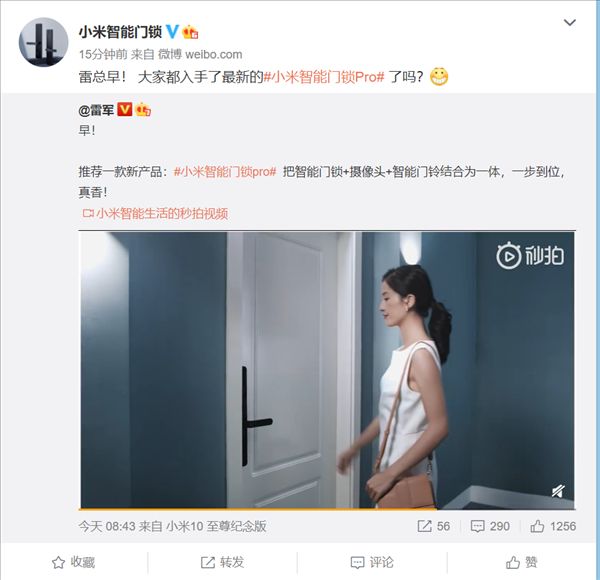 小米智能门锁
15分钟前 来自 微博 weibo.com
雷总早！ 大家都入手了最新的#小米智能门锁Pro# 了吗？
@雷军
早！
推荐一款新产品：#小米智能门锁pro# 把智能门锁+摄像头+智能门铃结合为一体，一步到位，
真香！
小米智能生活的秒拍视频
秒拍
今天 08:43 来自 小米10 至尊纪念版
56
290
1256
收藏
转发
评论
赞